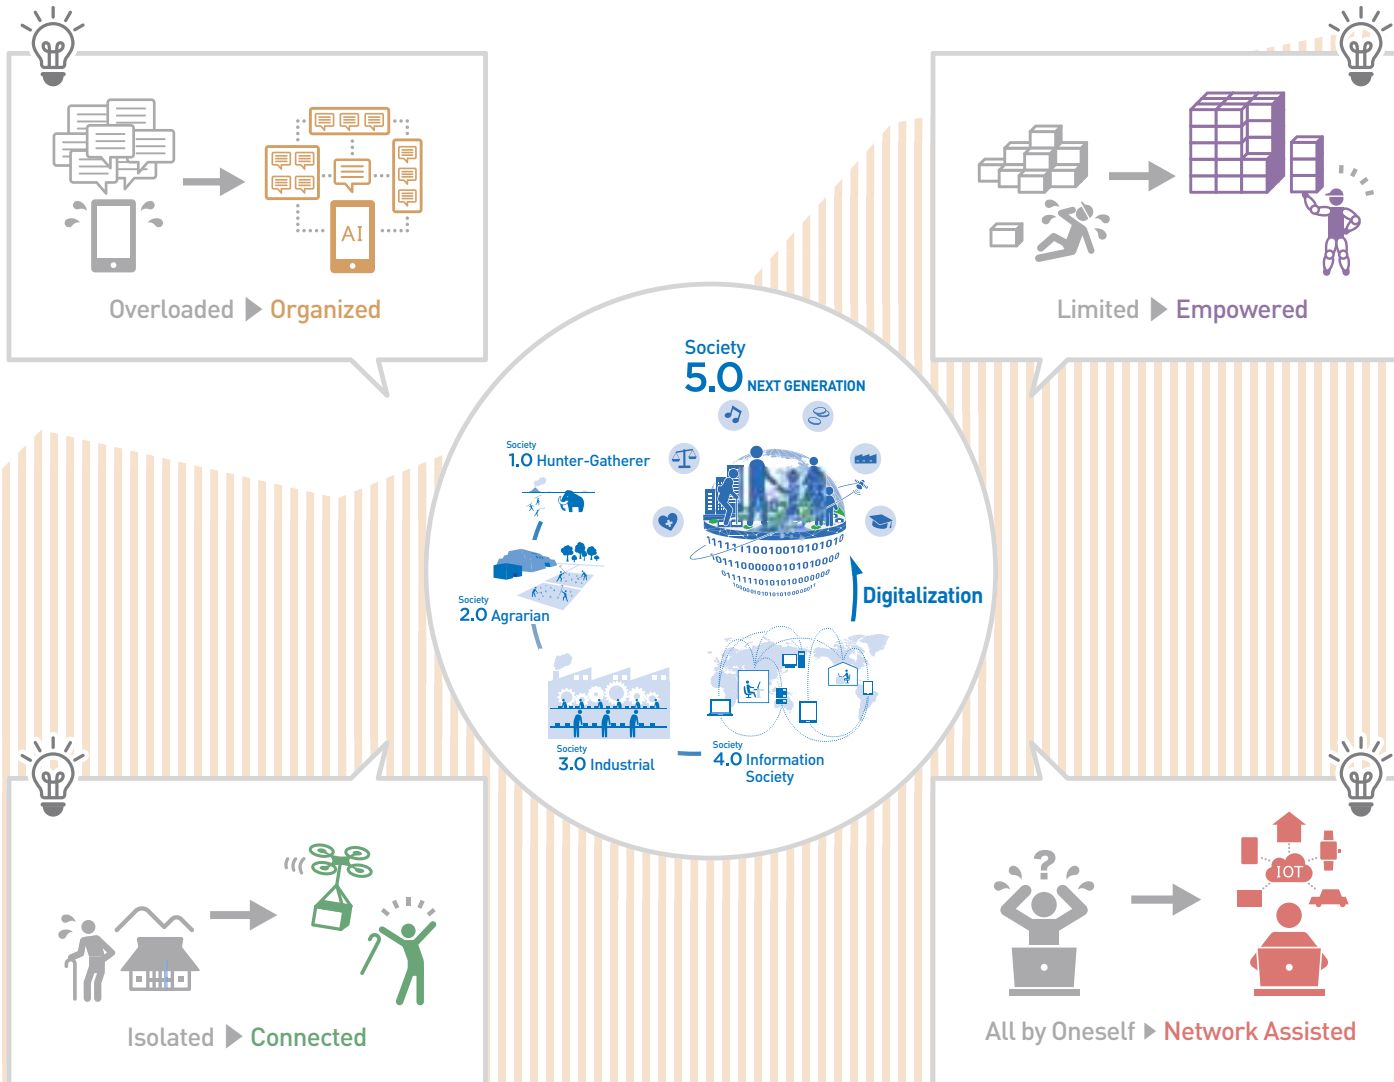 AI
Overloaded ▶ Organized
Limited ▶ Empowered
Society
5.0 NEXT GENERATION
Society
1.0 Hunter-Gatherer
Society
2.0 Agrarian
Society
3.0 Industrial
Society
4.0 Information
Society
Digitalization
Isolated ▶ Connected
?
IOT
All by Oneself ▶ Network Assisted